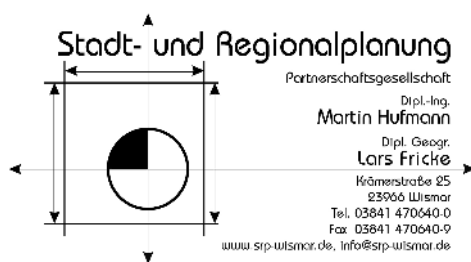 Stadt- und Regionalplanung
Partnerschaftsgesellschaft
Dipl.-Ing.
Martin Hufmann
Dipl. Geogr.
Lars Fricke
Krämerstraße 25
23966 Wismar
Tel. 03841 470640-0
Fax 03841 470640-9
www.srp-wismar.de, info@srp-wismar.de